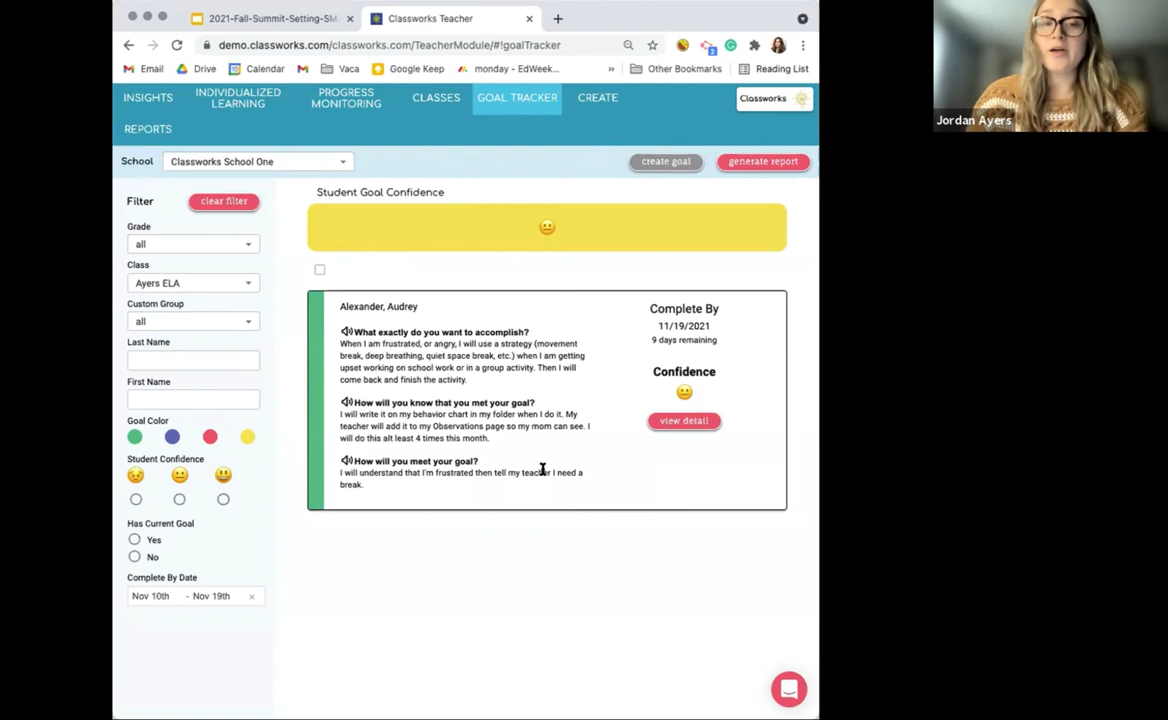 2021-Fall-Summit-Setting-SM
Classworks Teacher
demo.classworks.com/classworks.com/TeacherModule/#!goalTracker
2
Email
Drive
Calendar
Vaca
Google Keep
monday - EdWeek...
»
Other Bookmarks
Reading List
INSIGHTS
INDIVIDUALIZED LEARNING
PROGRESS MONITORING
CLASSES
GOAL TRACKER
CREATE
REPORTS
Classworks
School
Classworks School One
create goal
generate report
Filter
clear filter
Grade
all
Class
Ayers ELA
Custom Group
all
Last Name
First Name
Goal Color
Student Confidence
Has Current Goal
Yes
No
Complete By Date
Nov 10th - Nov 19th ×
Student Goal Confidence
Alexander, Audrey
What exactly do you want to accomplish?
When I am frustrated, or angry, I will use a strategy (movement
break, deep breathing, quiet space break, etc.) when I am getting
upset working on school work or in a group activity. Then I will
come back and finish the activity.
How will you know that you met your goal?
I will write it on my behavior chart in my folder when I do it. My
teacher will add it to my Observations page so my mom can see. I
will do this alt least 4 times this month.
How will you meet your goal?
I will understand that I'm frustrated then tell my teacher I need a
break.
Complete By
11/19/2021
9 days remaining
Confidence
view detail
Jordan Ayers